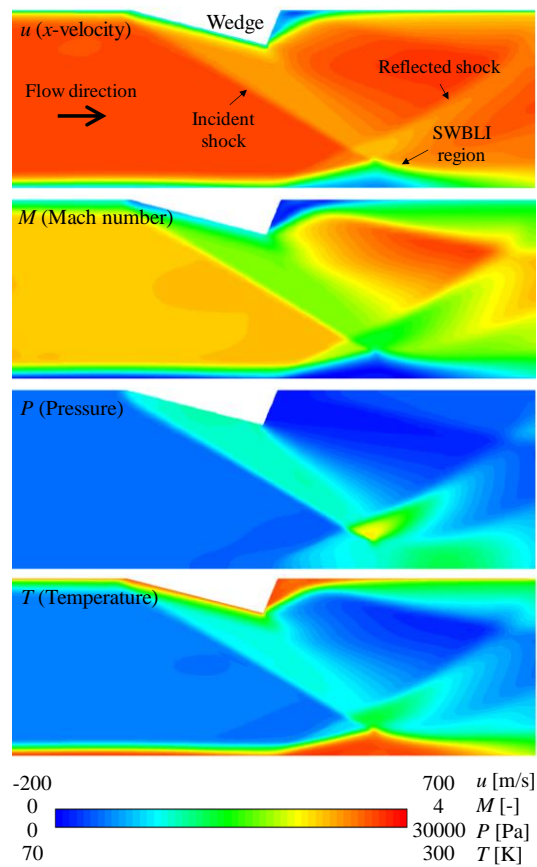 u (x-velocity)
Wedge
Flow direction
Incident
shock
Reflected shock
SWBLI
region
M (Mach number)
P (Pressure)
T (Temperature)
-200 700 u [m/s]
0 4 M [-]
0 30000 P [Pa]
70 300 T [K]